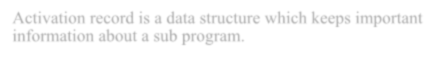 Activation record is a data structure which keeps important
information about a sub program.